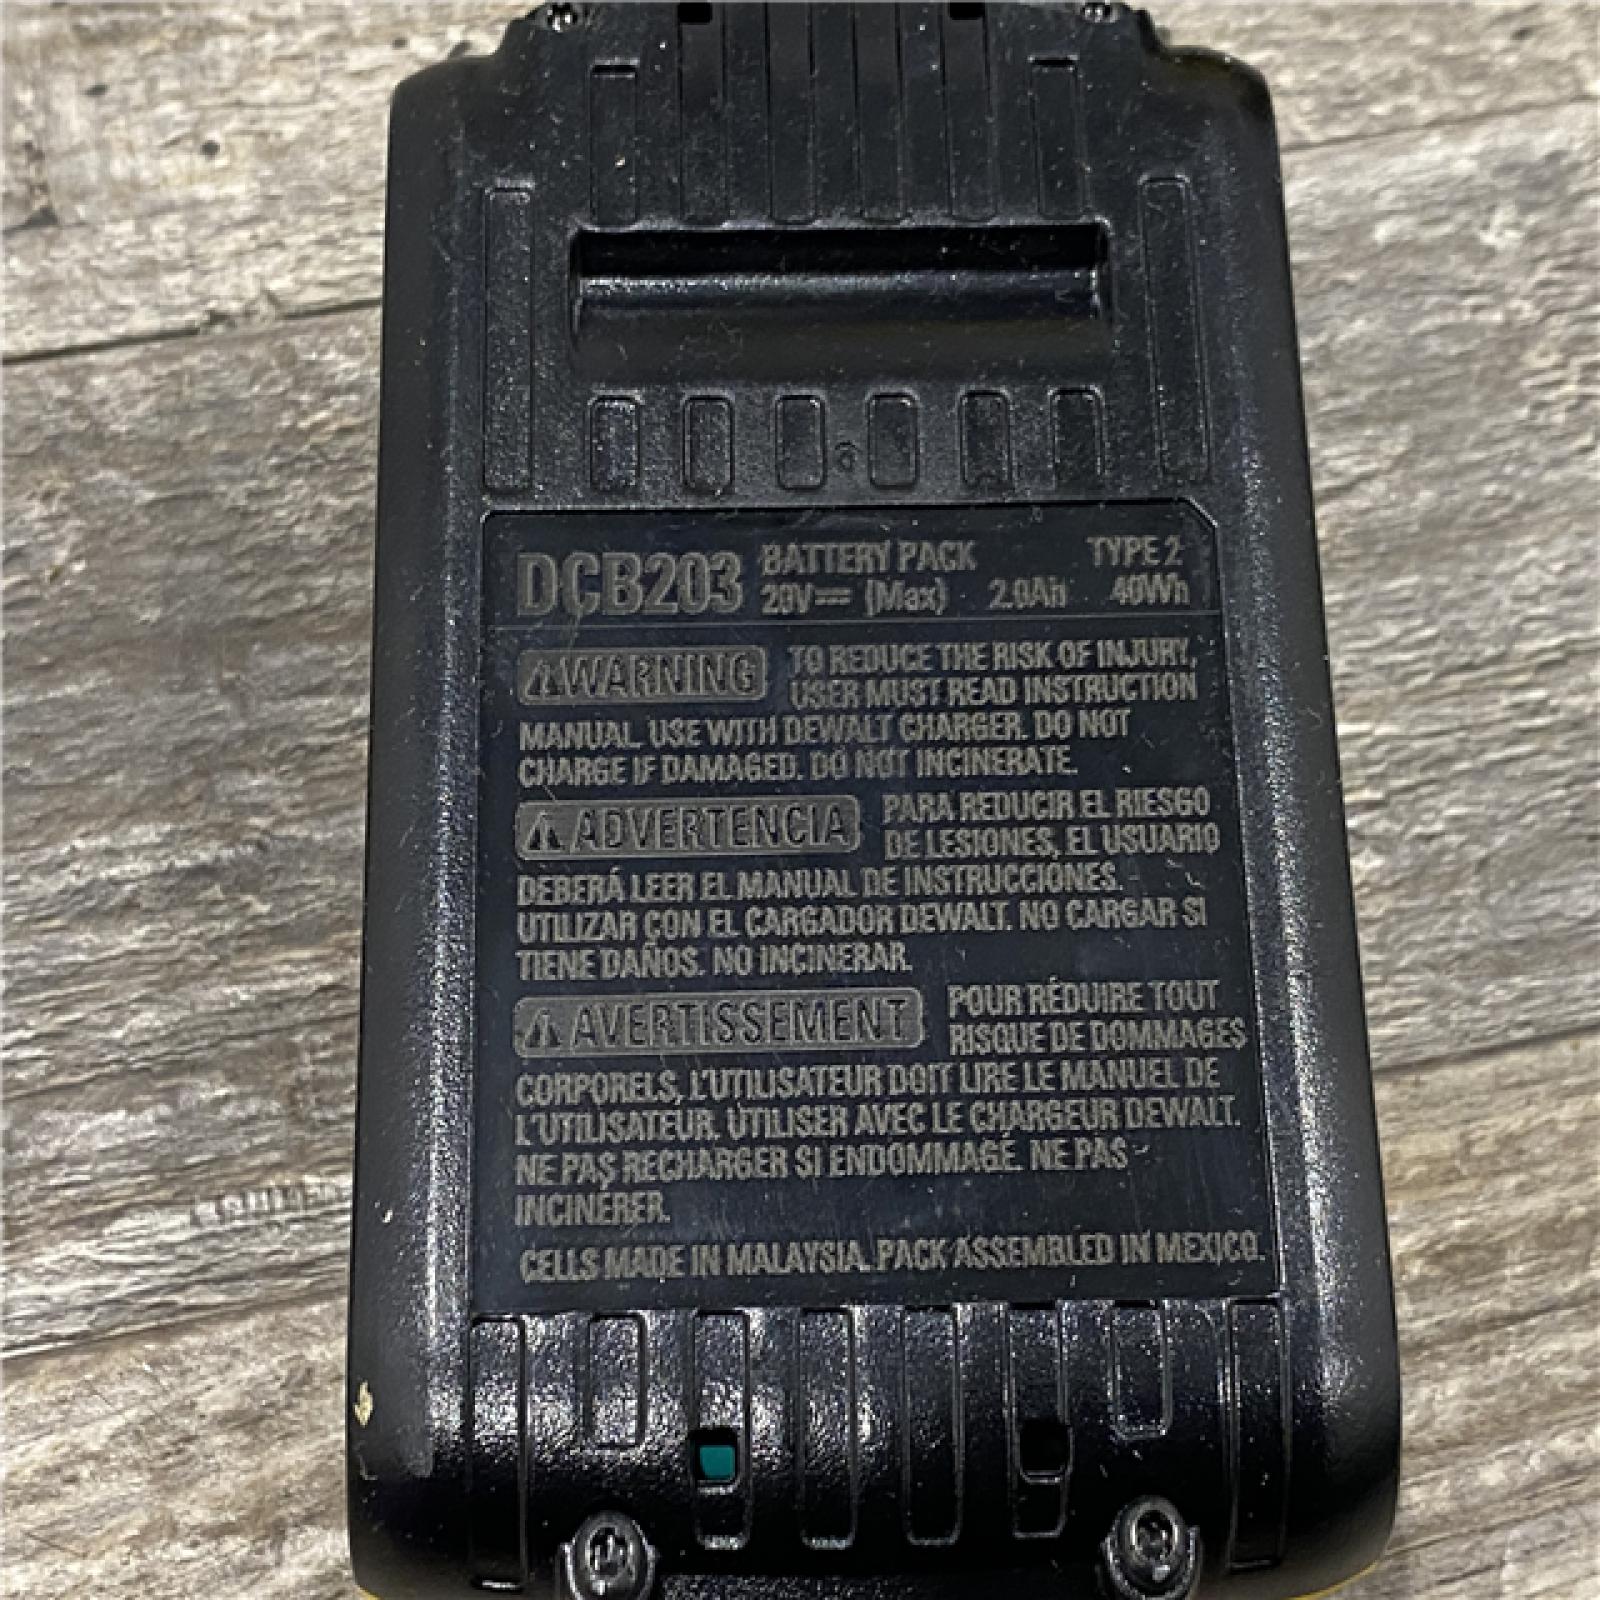 DCB203 BATTERY PACK TYPE 2
20V⎓ (Max) 2.0Ah 40Wh
⚠WARNING TO REDUCE THE RISK OF INJURY,
USER MUST READ INSTRUCTION
MANUAL. USE WITH DEWALT CHARGER. DO NOT
CHARGE IF DAMAGED. DO NOT INCINERATE.
⚠ADVERTENCIA PARA REDUCIR EL RIESGO
DE LESIONES, EL USUARIO
DEBERÁ LEER EL MANUAL DE INSTRUCCIONES.
UTILIZAR CON EL CARGADOR DEWALT. NO CARGAR SI
TIENE DAÑOS. NO INCINERAR.
⚠AVERTISSEMENT POUR RÉDUIRE TOUT
RISQUE DE DOMMAGES
CORPORELS, L'UTILISATEUR DOIT LIRE LE MANUEL DE
L'UTILISATEUR. UTILISER AVEC LE CHARGEUR DEWALT.
NE PAS RECHARGER SI ENDOMMAGÉ. NE PAS
INCINÉRER.
CELLS MADE IN MALAYSIA. PACK ASSEMBLED IN MEXICO.